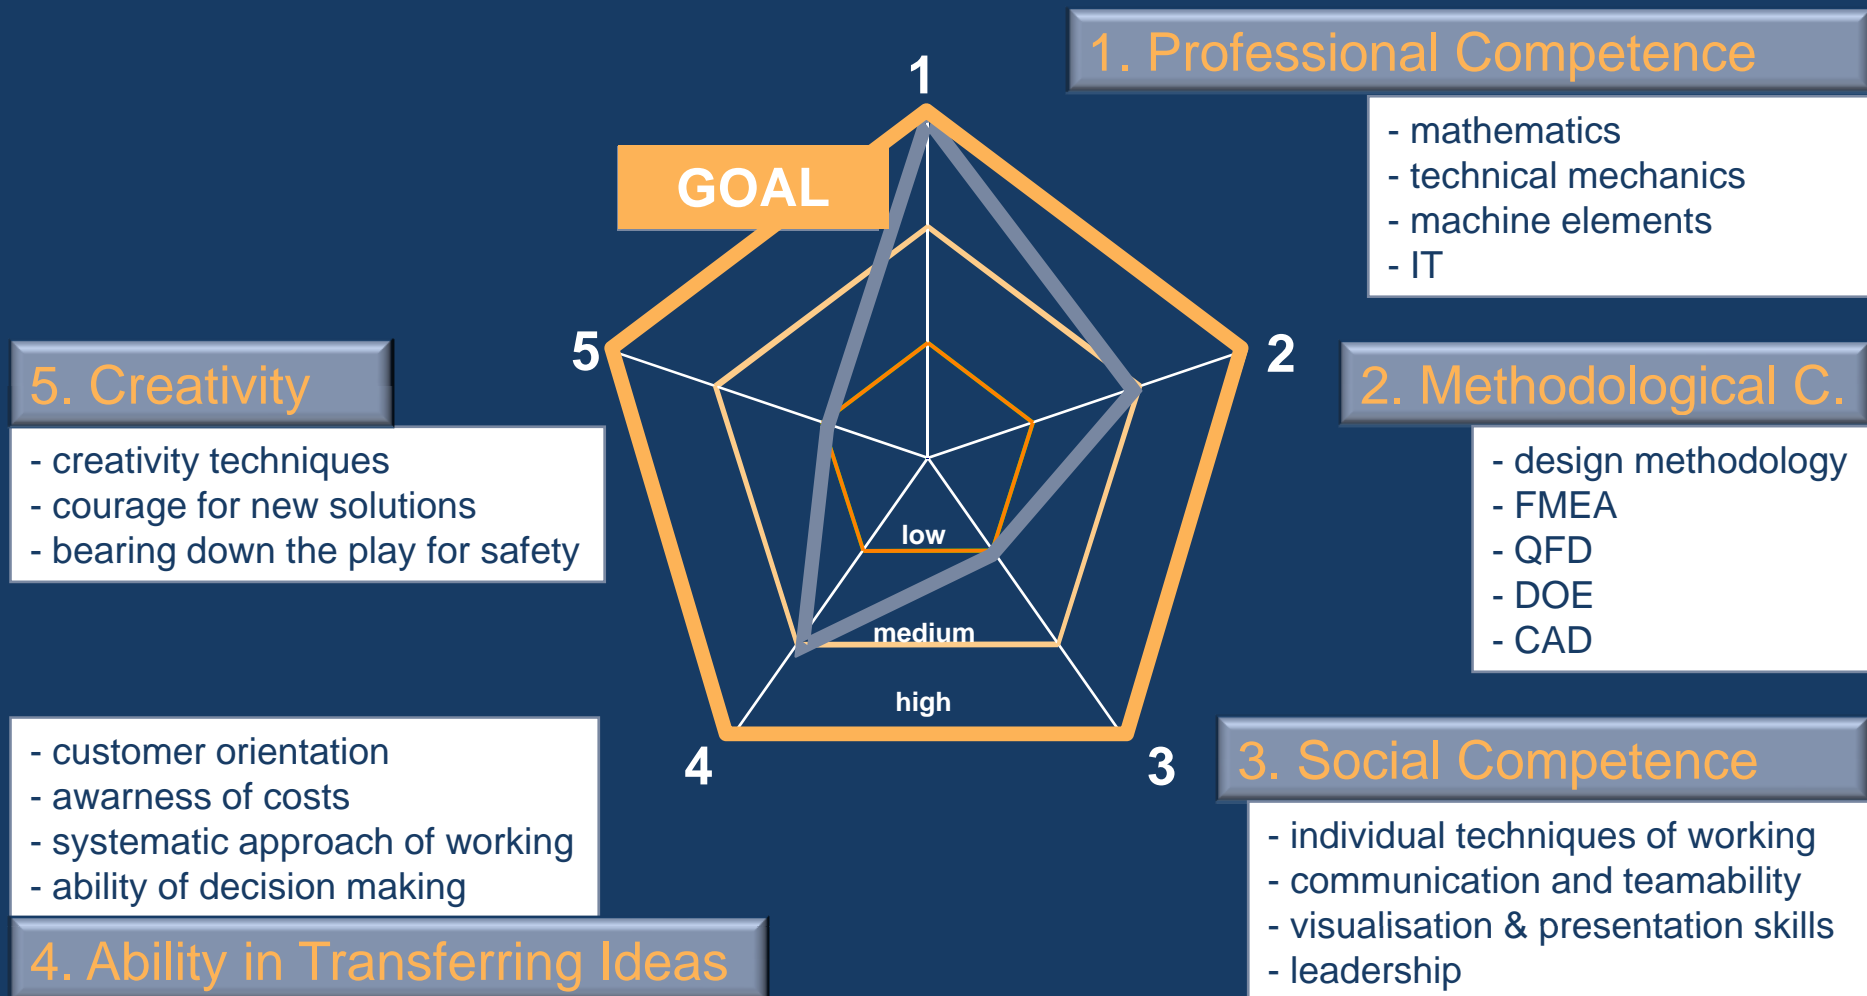 1. Professional Competence
- mathematics
- technical mechanics
- machine elements
- IT
1
GOAL
5
2
5. Creativity
- creativity techniques
- courage for new solutions
- bearing down the play for safety
2. Methodological C.
- design methodology
- FMEA
- QFD
- DOE
- CAD
low
medium
high
4
3
- customer orientation
- awarness of costs
- systematic approach of working
- ability of decision making
4. Ability in Transferring Ideas
3. Social Competence
- individual techniques of working
- communication and teamability
- visualisation & presentation skills
- leadership